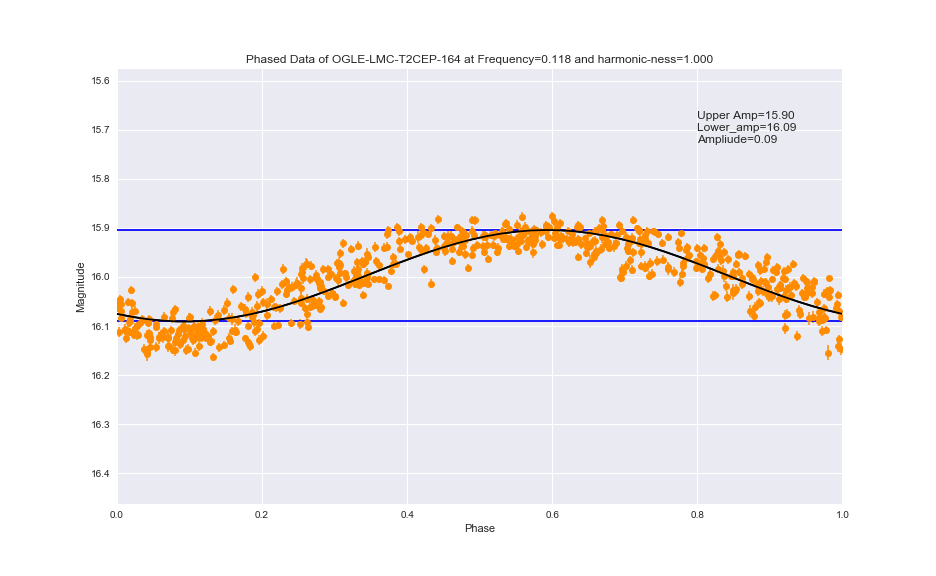 Phased Data of OGLE-LMC-T2CEP-164 at Frequency=0.118 and harmonic-ness=1.000
15.6
15.7
15.8
15.9
16.0
16.1
16.2
16.3
16.4
Magnitude
Upper Amp=15.90
Lower_amp=16.09
Ampliude=0.09
0.0
0.2
0.4
0.6
0.8
1.0
Phase